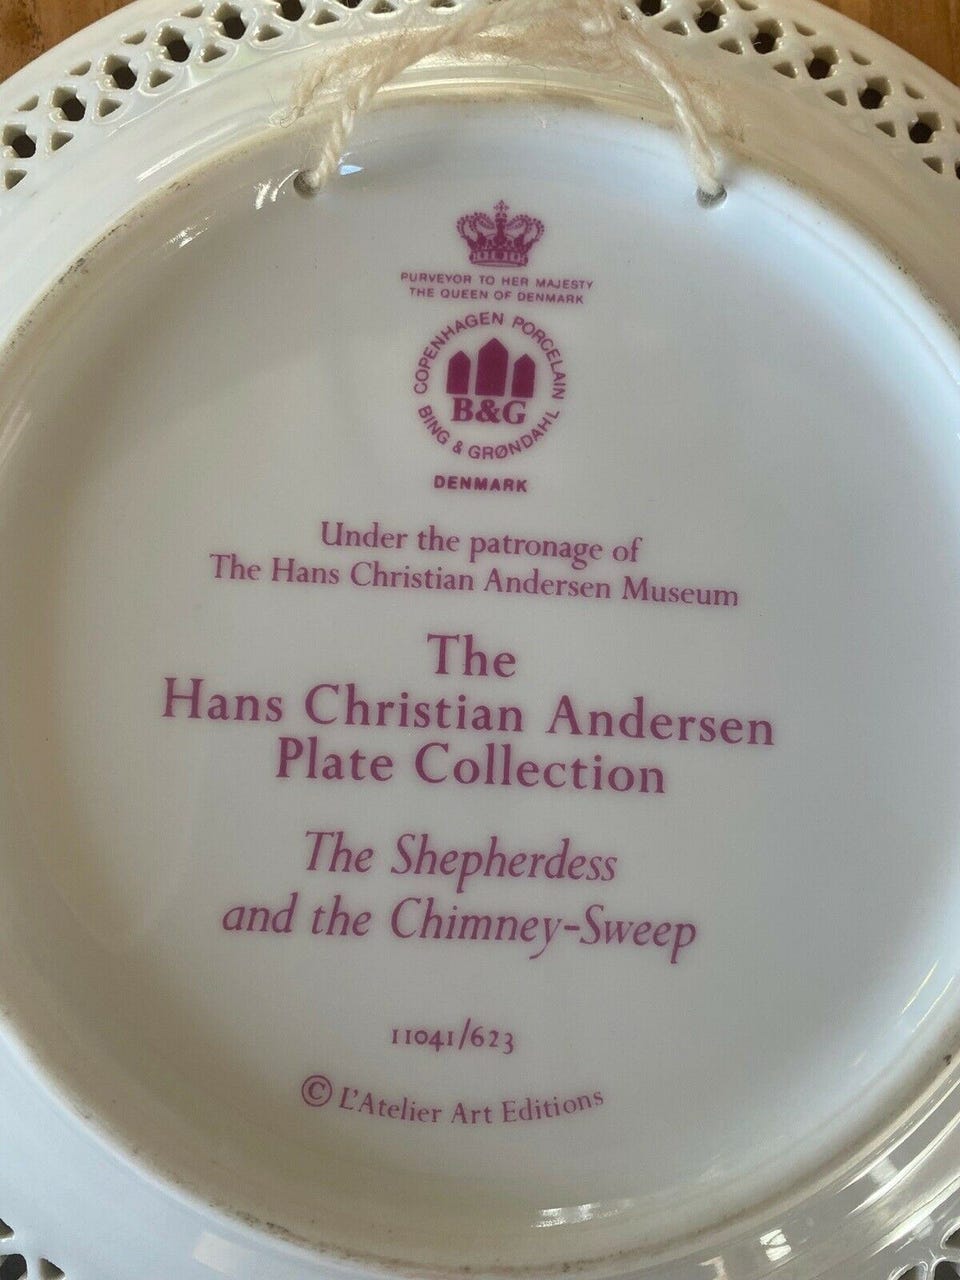 PURVEYOR TO HER MAJESTY
THE QUEEN OF DENMARK
COPENHAGEN PORCELAIN
B&G
BING & GRØNDAHL
DENMARK
Under the patronage of
The Hans Christian Andersen Museum
The
Hans Christian Andersen
Plate Collection
The Shepherdess
and the Chimney-Sweep
11041/623
© L'Atelier Art Editions